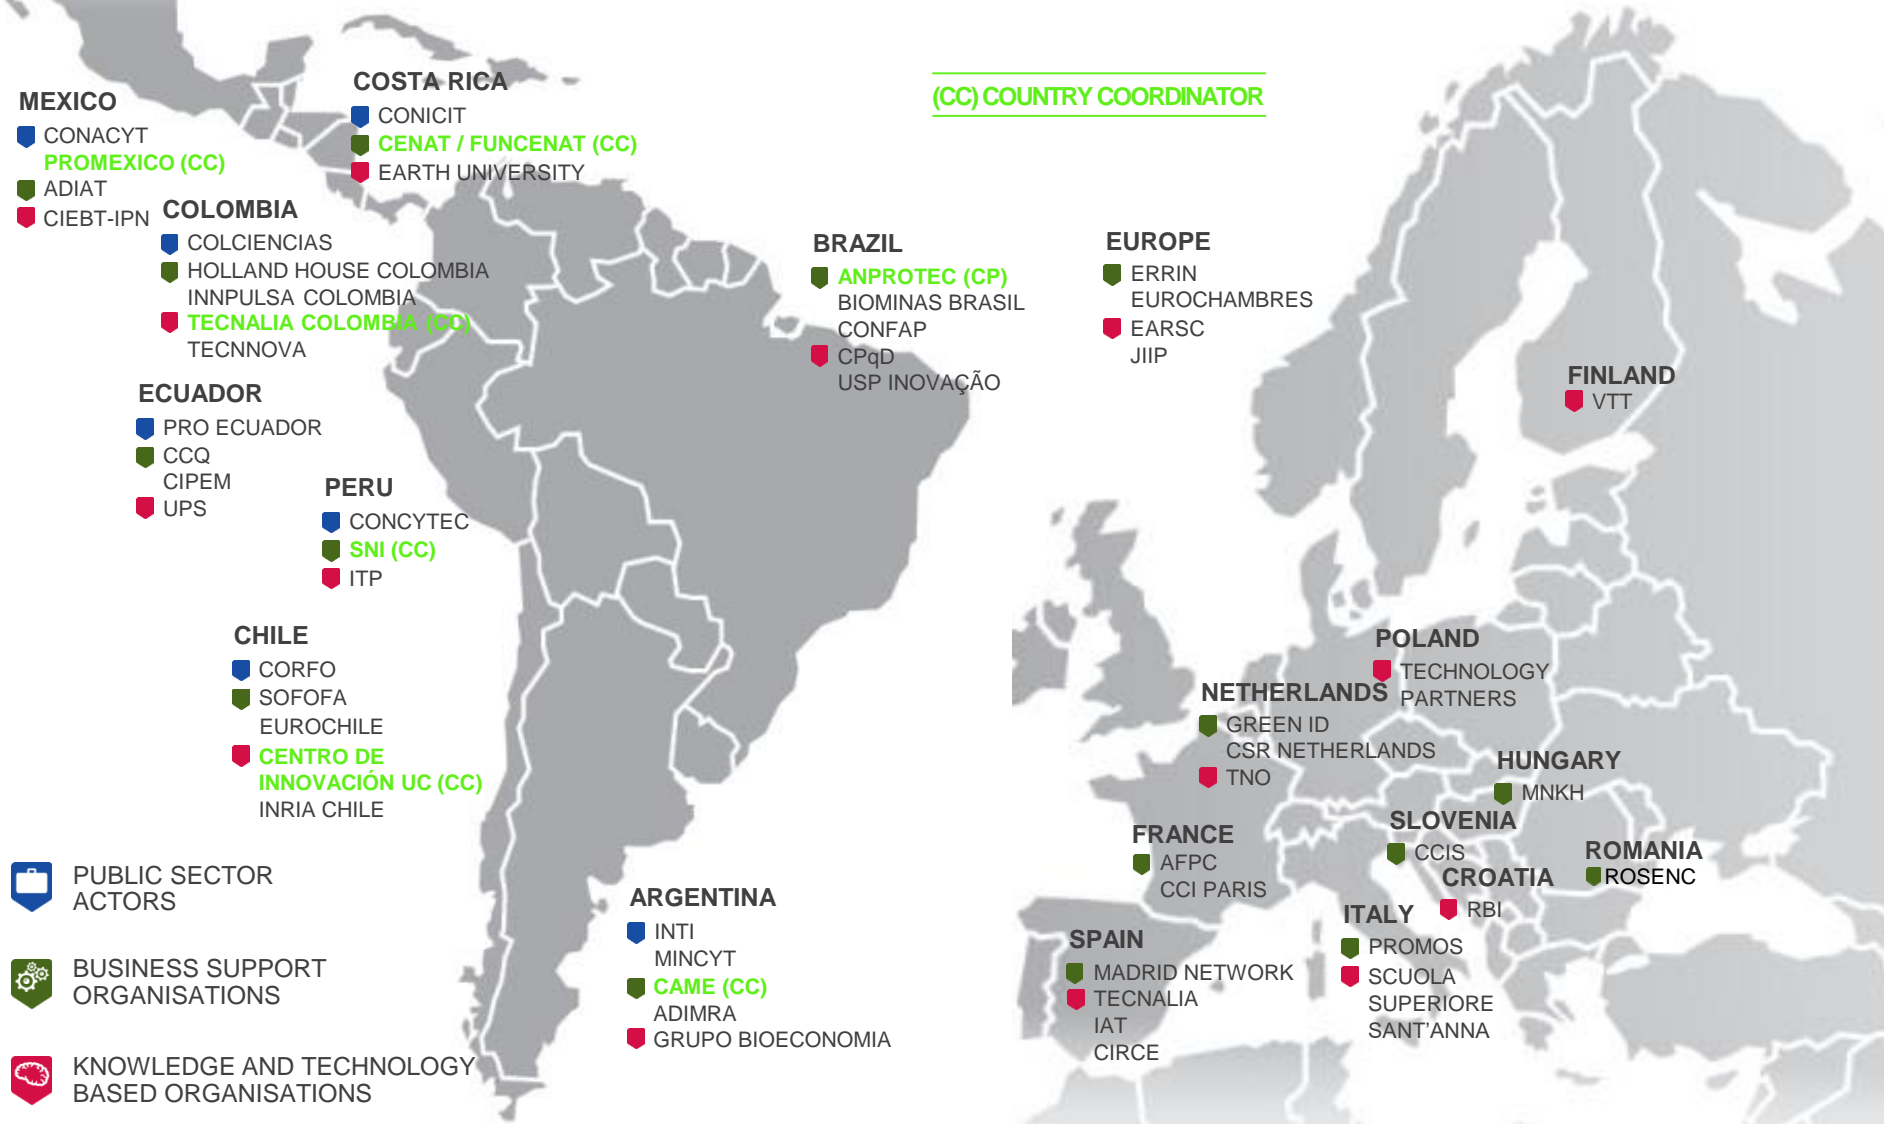 (CC) COUNTRY COORDINATOR
MEXICO
CONACYT
PROMEXICO (CC)
ADIAT
CIEBT-IPN
COSTA RICA
CONICIT
CENAT / FUNCENAT (CC)
EARTH UNIVERSITY
COLOMBIA
COLCIENCIAS
HOLLAND HOUSE COLOMBIA
INNPULSA COLOMBIA
TECNALIA COLOMBIA (CC)
TECNNOVA
ECUADOR
PRO ECUADOR
CCQ
CIPEM
UPS
PERU
CONCYTEC
SNI (CC)
ITP
CHILE
CORFO
SOFOFA
EUROCHILE
CENTRO DE
INNOVACIÓN UC (CC)
INRIA CHILE
BRAZIL
ANPROTEC (CP)
BIOMINAS BRASIL
CONFAP
CPqD
USP INOVAÇÃO
ARGENTINA
INTI
MINCYT
CAME (CC)
ADIMRA
GRUPO BIOECONOMIA
EUROPE
ERRIN
EUROCHAMBRES
EARSC
JIIP
FINLAND
VTT
POLAND
TECHNOLOGY
PARTNERS
NETHERLANDS
GREEN ID
CSR NETHERLANDS
TNO
HUNGARY
MNKH
SLOVENIA
CCIS
FRANCE
AFPC
CCI PARIS
ROMANIA
ROSENC
CROATIA
RBI
ITALY
PROMOS
SCUOLA
SUPERIORE
SANT'ANNA
SPAIN
MADRID NETWORK
TECNALIA
IAT
CIRCE
PUBLIC SECTOR
ACTORS
BUSINESS SUPPORT
ORGANISATIONS
KNOWLEDGE AND TECHNOLOGY
BASED ORGANISATIONS